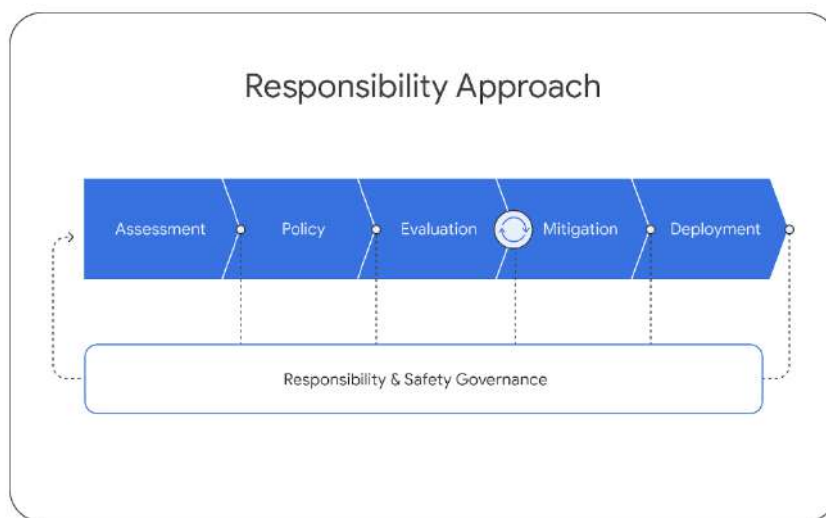 Responsibility Approach
Assessment
Policy
Evaluation
Mitigation
Deployment
Responsibility & Safety Governance